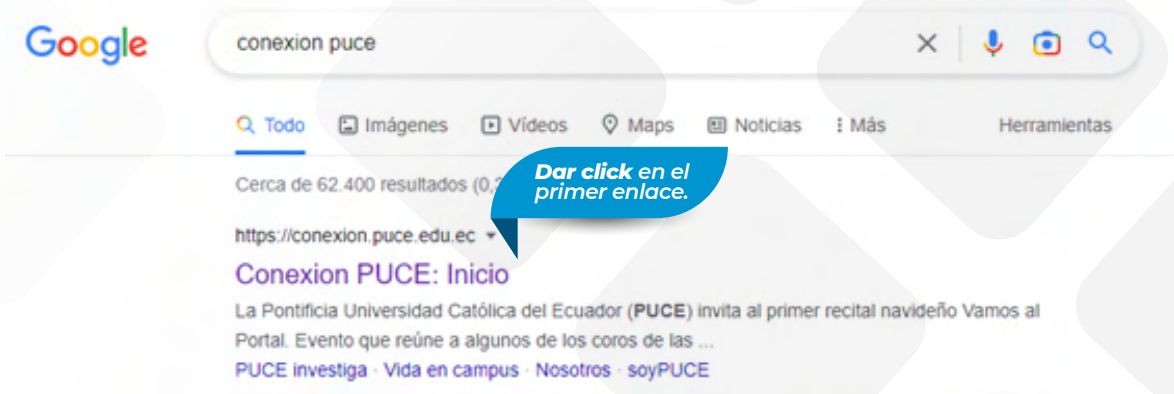 Google
conexion puce
Todo
Imágenes
Vídeos
Maps
Noticias
Más
Herramientas
Cerca de 62.400 resultados (0,
Dar click en el
primer enlace.
https://conexion.puce.edu.ec
Conexion PUCE: Inicio
La Pontificia Universidad Católica del Ecuador (PUCE) invita al primer recital navideño Vamos al
Portal. Evento que reúne a algunos de los coros de las ...
PUCE investiga · Vida en campus · Nosotros · soyPUCE